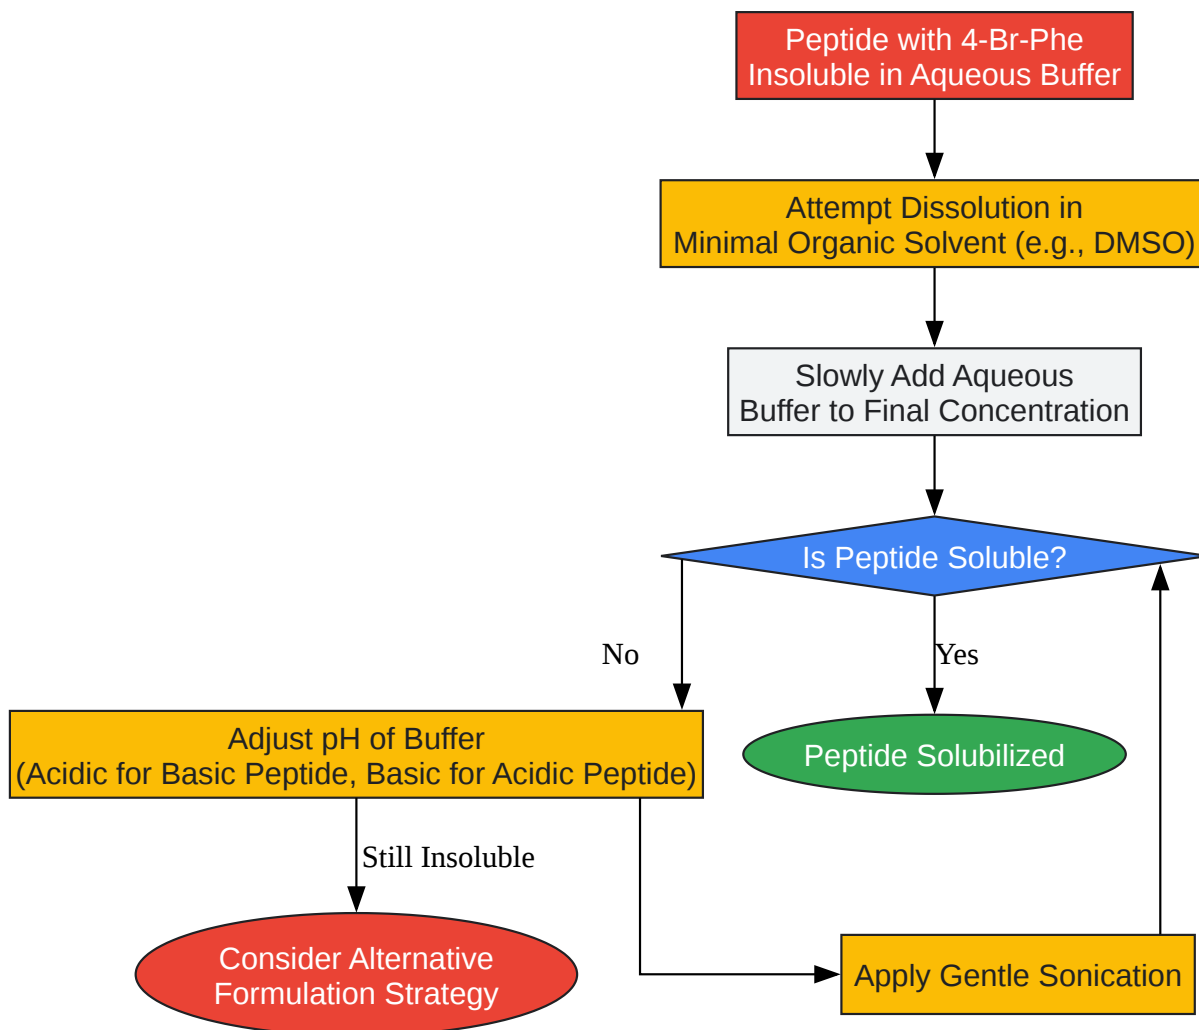 Peptide with 4-Br-Phe
Insoluble in Aqueous Buffer
Attempt Dissolution in
Minimal Organic Solvent (e.g., DMSO)
Slowly Add Aqueous
Buffer to Final Concentration
Is Peptide Soluble?
No
Yes
Adjust pH of Buffer
(Acidic for Basic Peptide, Basic for Acidic Peptide)
Peptide Solubilized
Still Insoluble
Consider Alternative
Formulation Strategy
Apply Gentle Sonication